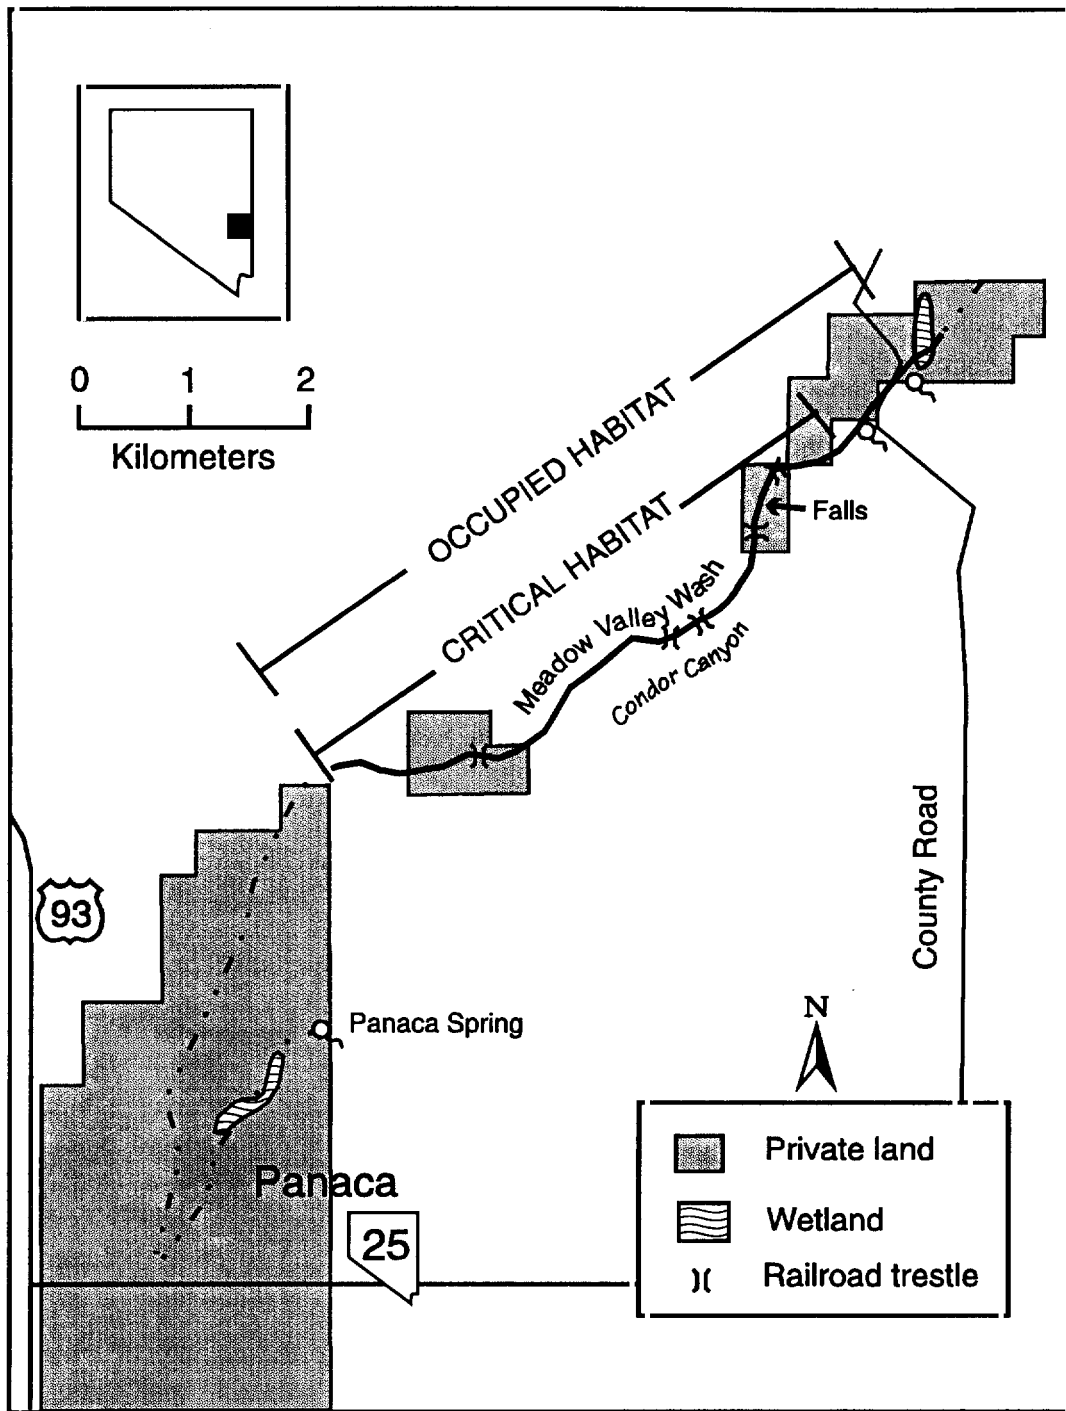 0 1 2
Kilometers
OCCUPIED HABITAT
CRITICAL HABITAT
Falls
Meadow Valley Wash
Condor Canyon
County Road
93
Panaca Spring
N
Panaca
25
Private land
Wetland
Railroad trestle